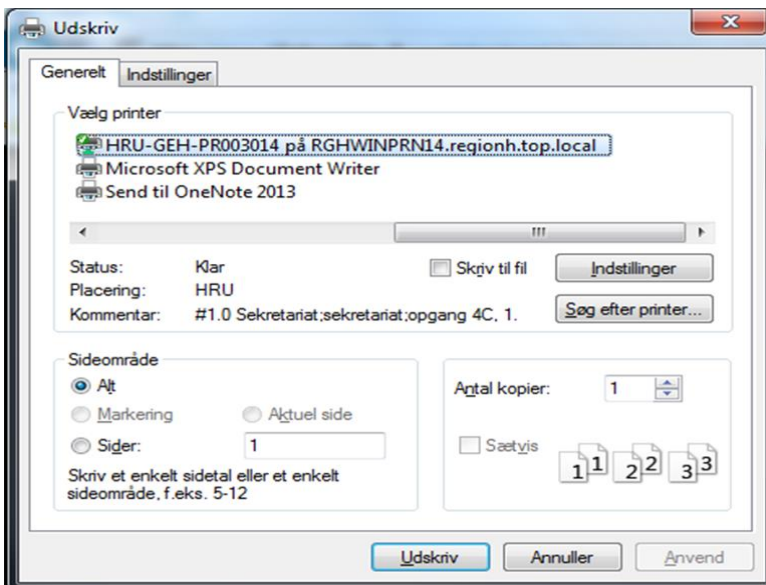 Udskriv
Generelt Indstillinger
Vælg printer
HRU-GEH-PR003014 på RGHWINPRN14.regionh.top.local
Microsoft XPS Document Writer
Send til OneNote 2013
Status: Klar Skriv til fil Indstillinger
Placering: HRU
Kommentar: #1.0 Sekretariat;sekretariat;opgang 4C, 1. Søg efter printer...
Sideområde
Alt Antal kopier: 1
Markering Aktuel side
Sider: 1 Sætvis
1 1 2 2 3 3
Skriv et enkelt sidetal eller et enkelt
sideområde, f.eks. 5-12
Udskriv Annuller Anvend